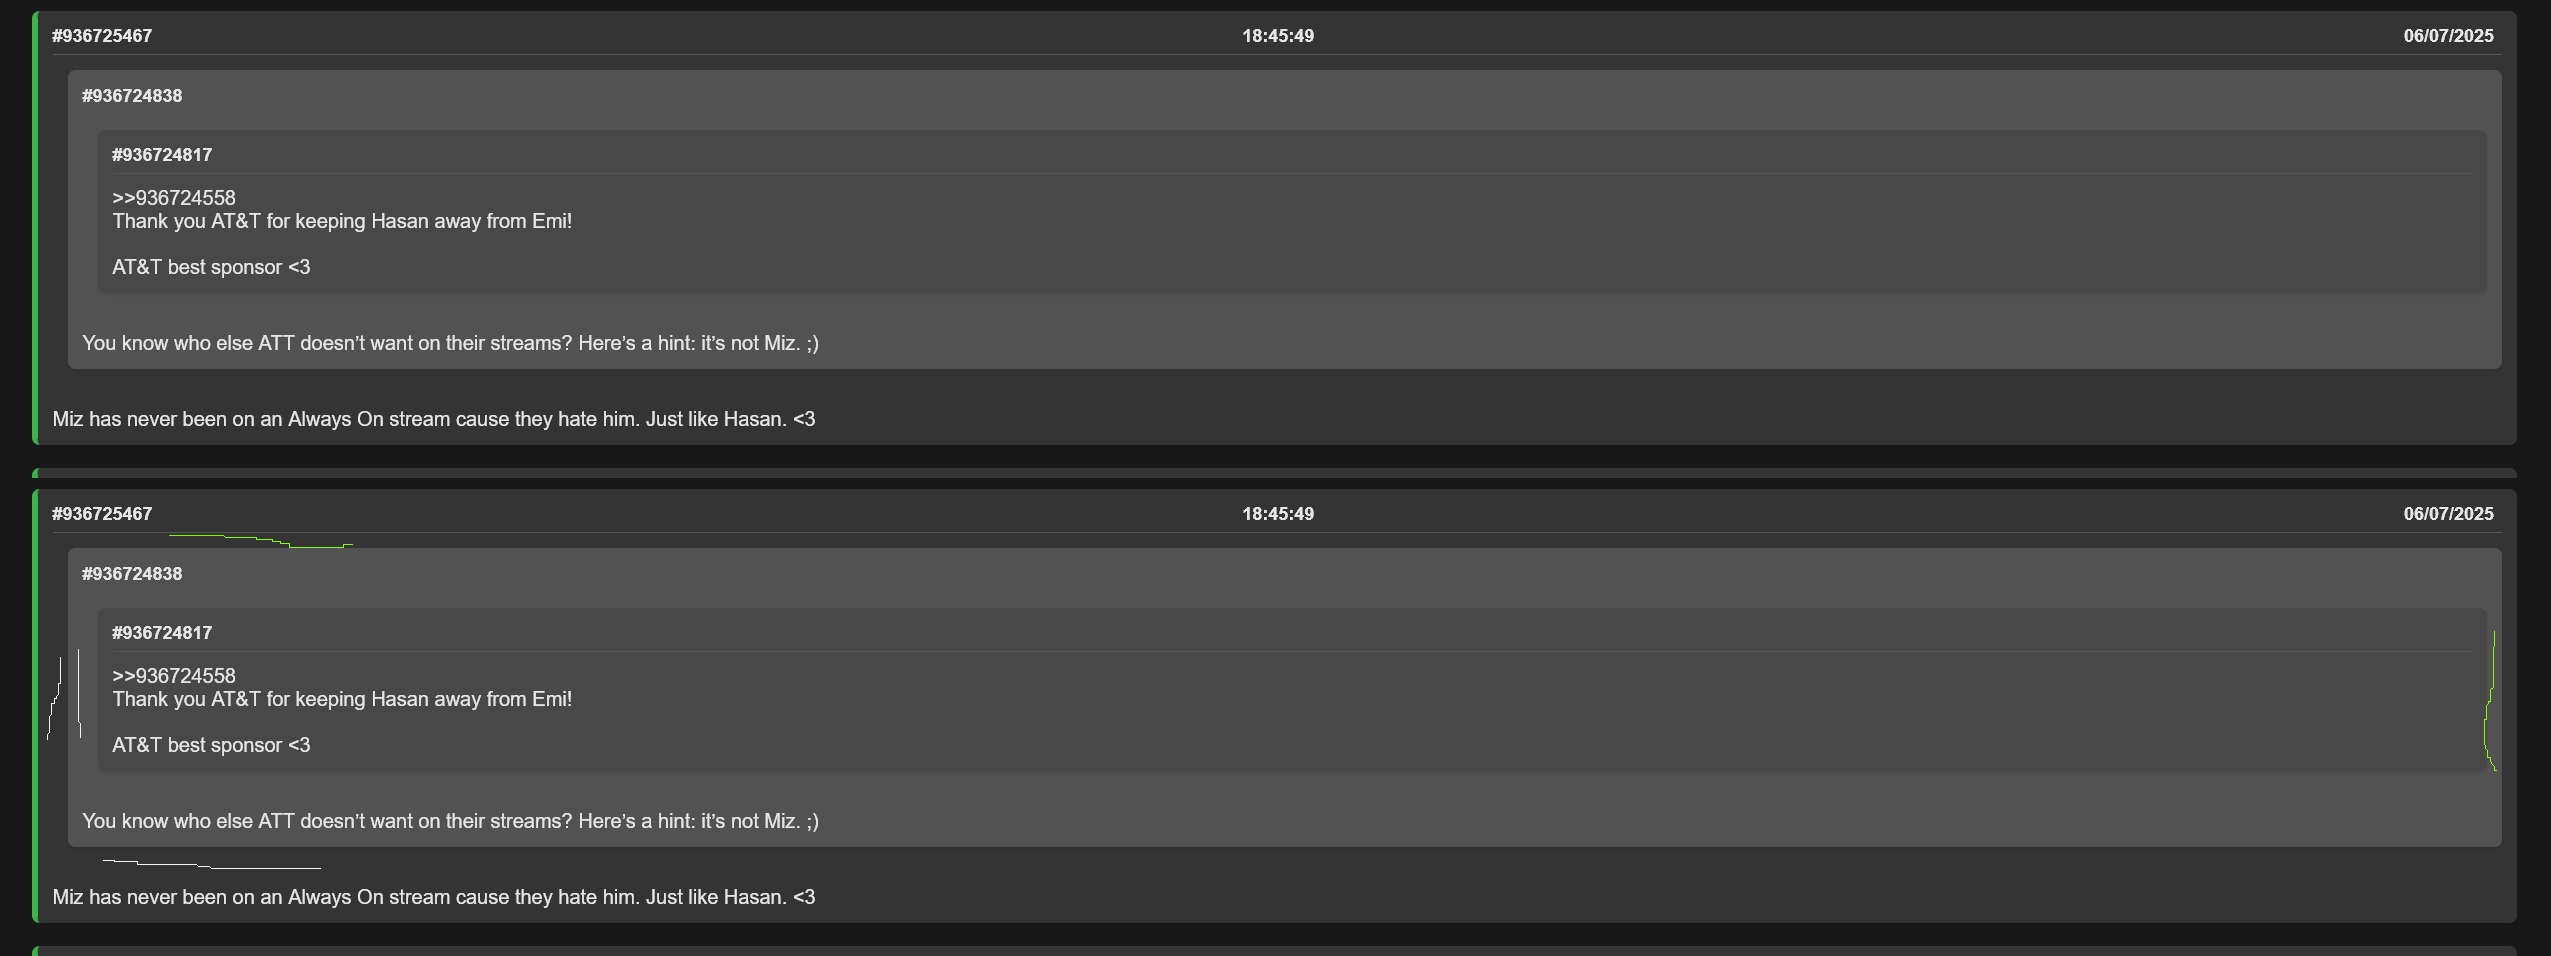 #936725467 18:45:49 06/07/2025
#936724838
#936724817
>>936724558
Thank you AT&T for keeping Hasan away from Emi!
AT&T best sponsor <3
You know who else ATT doesn’t want on their streams? Here’s a hint: it’s not Miz. ;)
Miz has never been on an Always On stream cause they hate him. Just like Hasan. <3
#936725467 18:45:49 06/07/2025
#936724838
#936724817
>>936724558
Thank you AT&T for keeping Hasan away from Emi!
AT&T best sponsor <3
You know who else ATT doesn’t want on their streams? Here’s a hint: it’s not Miz. ;)
Miz has never been on an Always On stream cause they hate him. Just like Hasan. <3